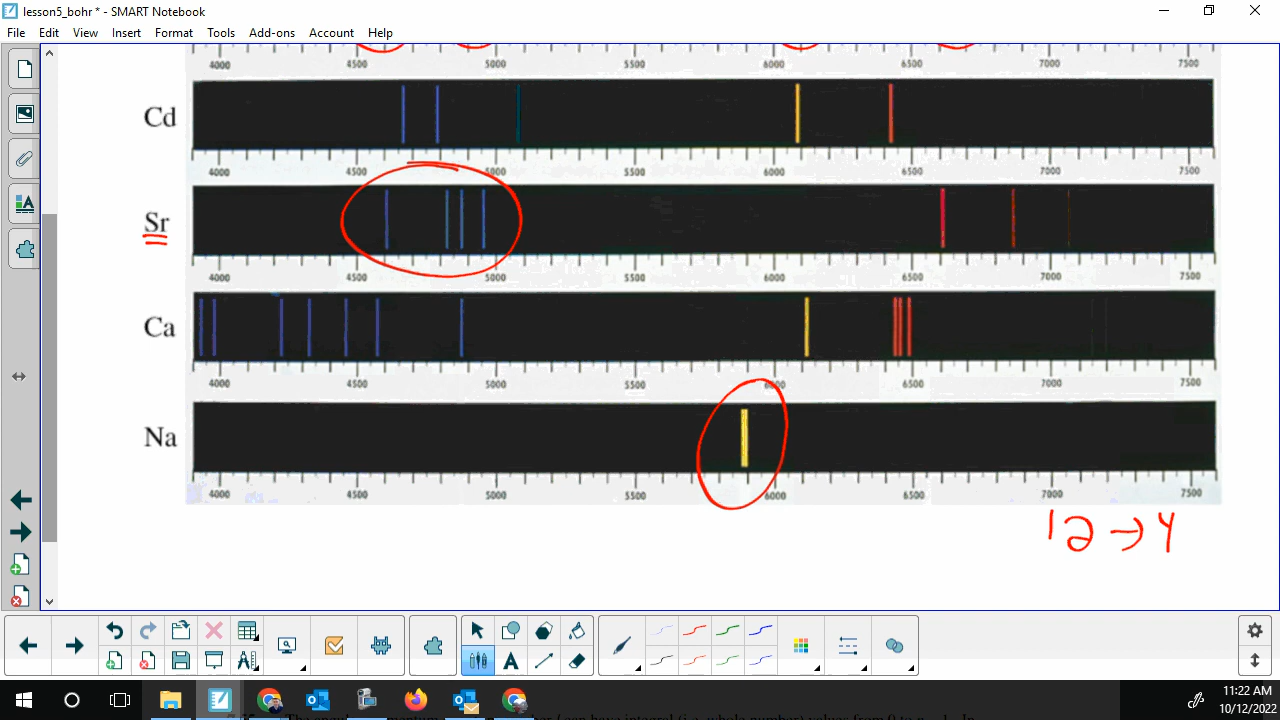 lesson5_bohr * - SMART Notebook
File Edit View Insert Format Tools Add-ons Account Help
4000 4500 5000 5500 6000 6500 7000 7500
Cd
4000 4500 5000 5500 6000 6500 7000 7500
Sr
4000 4500 5000 5500 6000 6500 7000 7500
Ca
4000 4500 5000 5500 6000 6500 7000 7500
Na
4000 4500 5000 5500 6000 6500 7000 7500
12 → 4
11:22 AM
10/12/2022